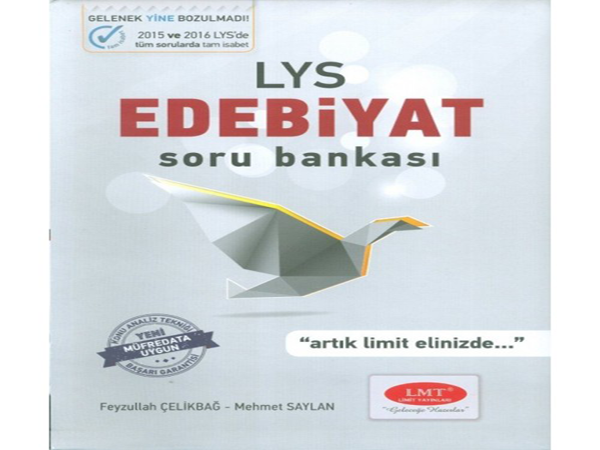 GELENEK YİNE BOZULMADI!
2015 ve 2016 LYS'de
tüm sorularda tam isabet
LYS
EDEBİYAT
soru bankası
KONU ANALİZ TEKNİĞİ
YENİ
MÜFREDATA
UYGUN
BAŞARI GARANTİSİ
"artık limit elinizde..."
LMT®
LİMİT YAYINLARI
"Geleceğe Hazırlar"
Feyzullah ÇELİKBAĞ - Mehmet SAYLAN